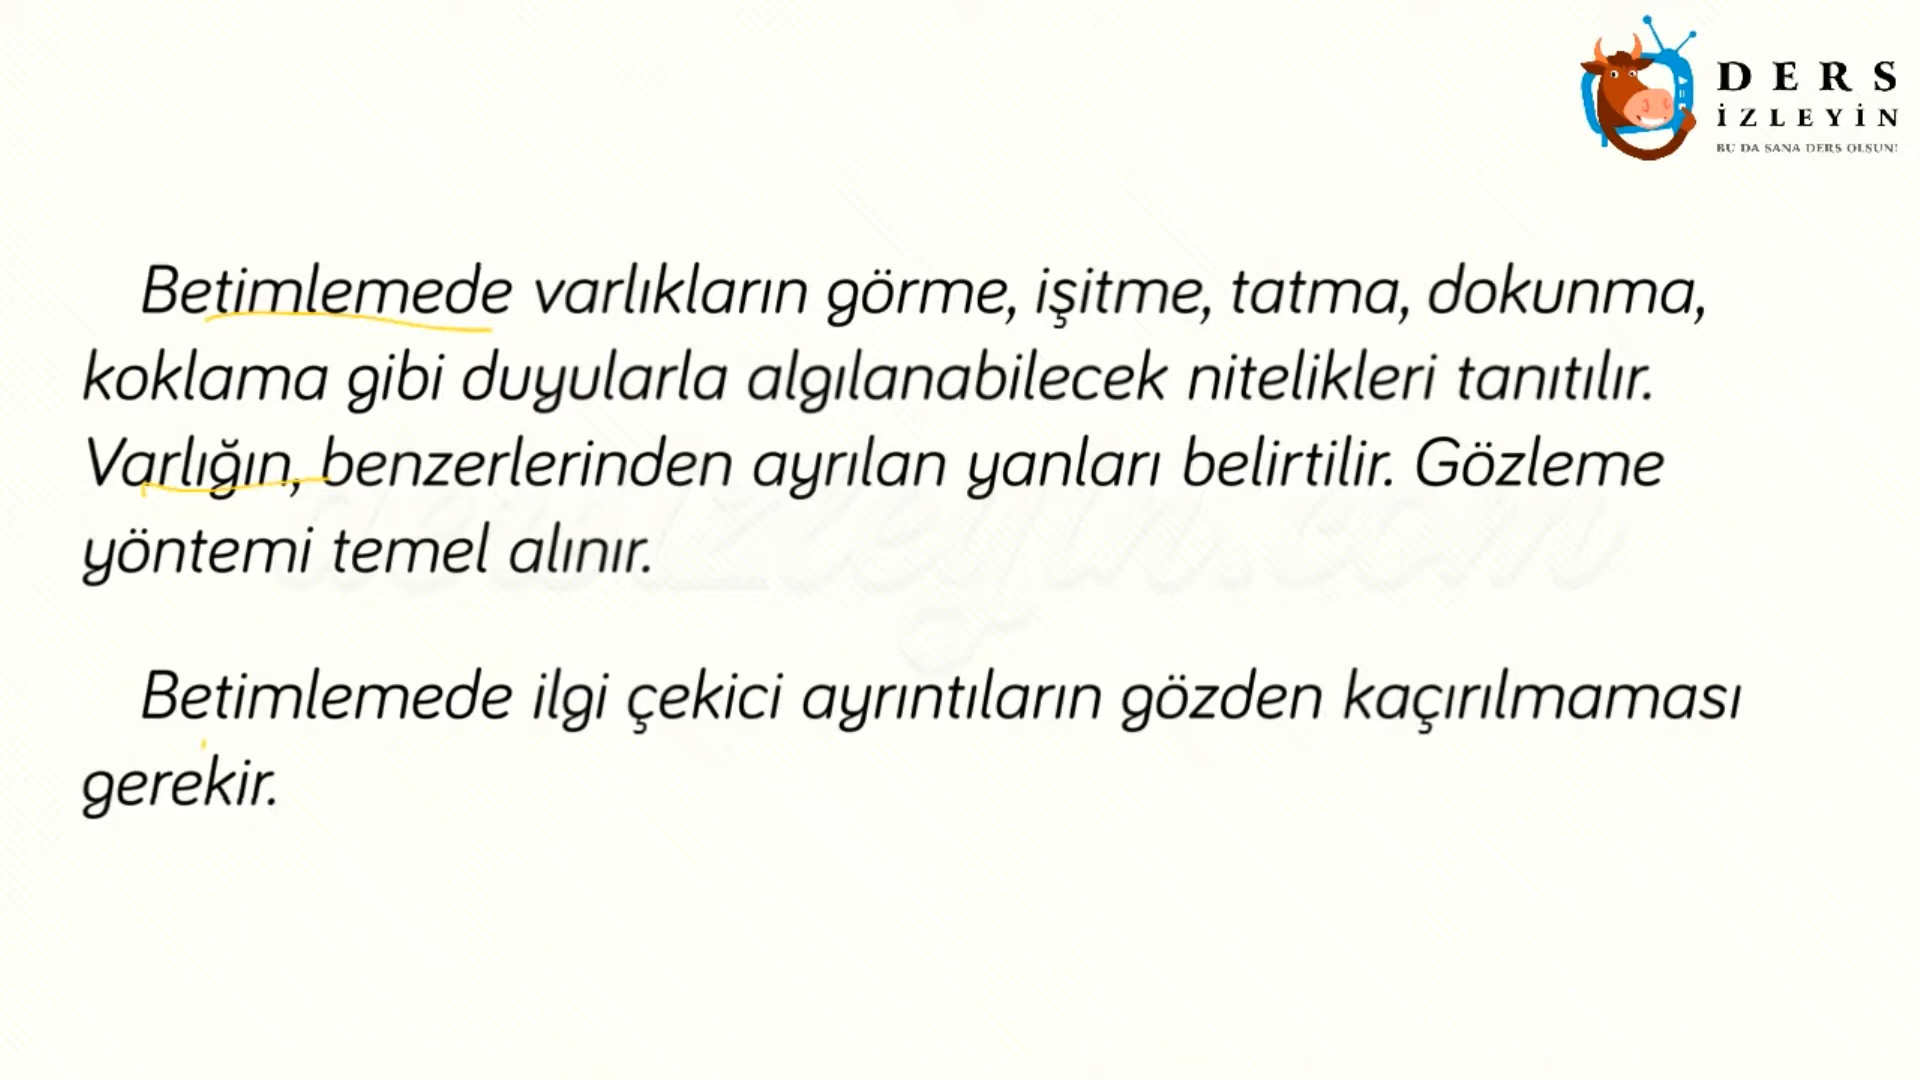 DERS
İZLEYİN
BU DA SANA DERS OLSUN!
Betimlemede varlıkların görme, işitme, tatma, dokunma,
koklama gibi duyularla algılanabilecek nitelikleri tanıtılır.
Varlığın, benzerlerinden ayrılan yanları belirtilir. Gözleme
yöntemi temel alınır.
Betimlemede ilgi çekici ayrıntıların gözden kaçırılmaması
gerekir.